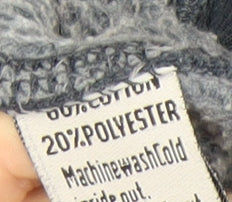 COTTON
20%POLYESTER
MachinewashCold
inside out.